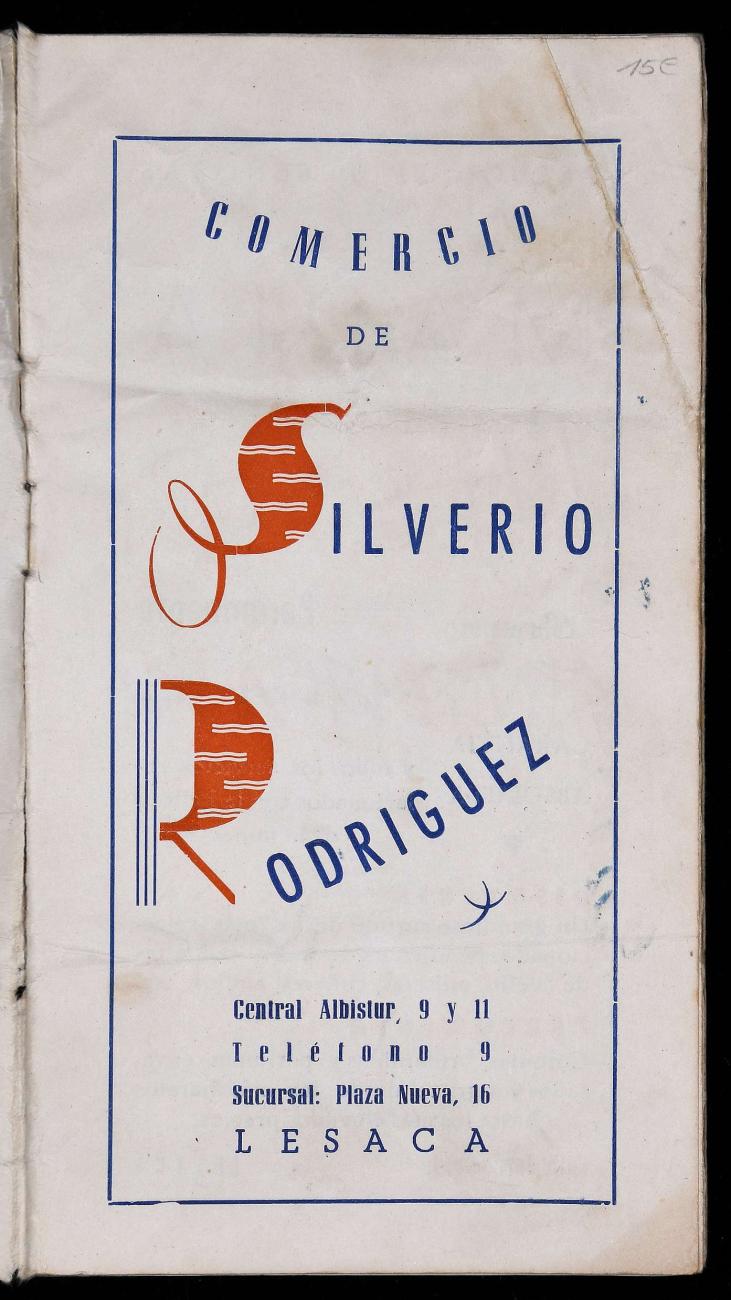 15€
COMERCIO
DE
SILVERIO
RODRIGUEZ
Central Albistur, 9 y 11
Teléfono 9
Sucursal: Plaza Nueva, 16
LESACA